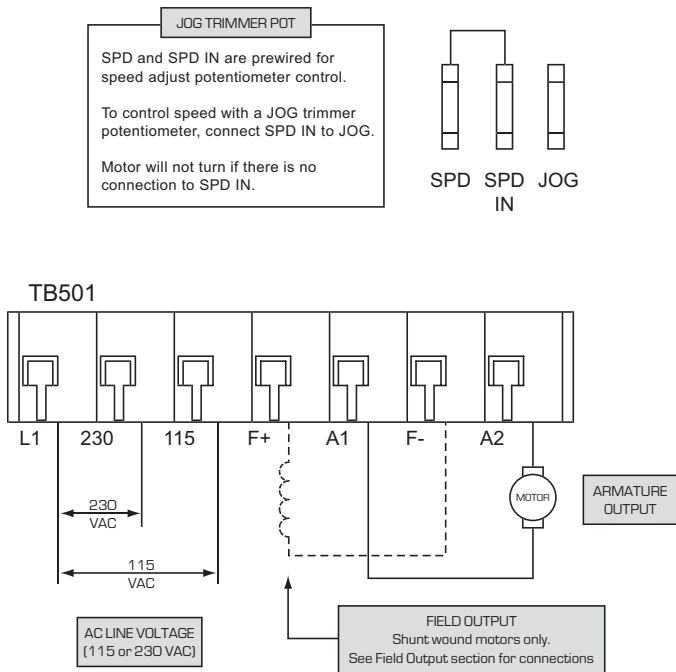 JOG TRIMMER POT
SPD and SPD IN are prewired for
speed adjust potentiometer control.
To control speed with a JOG trimmer
potentiometer, connect SPD IN to JOG.
Motor will not turn if there is no
connection to SPD IN.
SPD SPD JOG
IN
TB501
L1 230 115 F+ A1 F- A2
230
VAC
115
VAC
MOTOR
ARMATURE
OUTPUT
AC LINE VOLTAGE
(115 or 230 VAC)
FIELD OUTPUT
Shunt wound motors only.
See Field Output section for connections